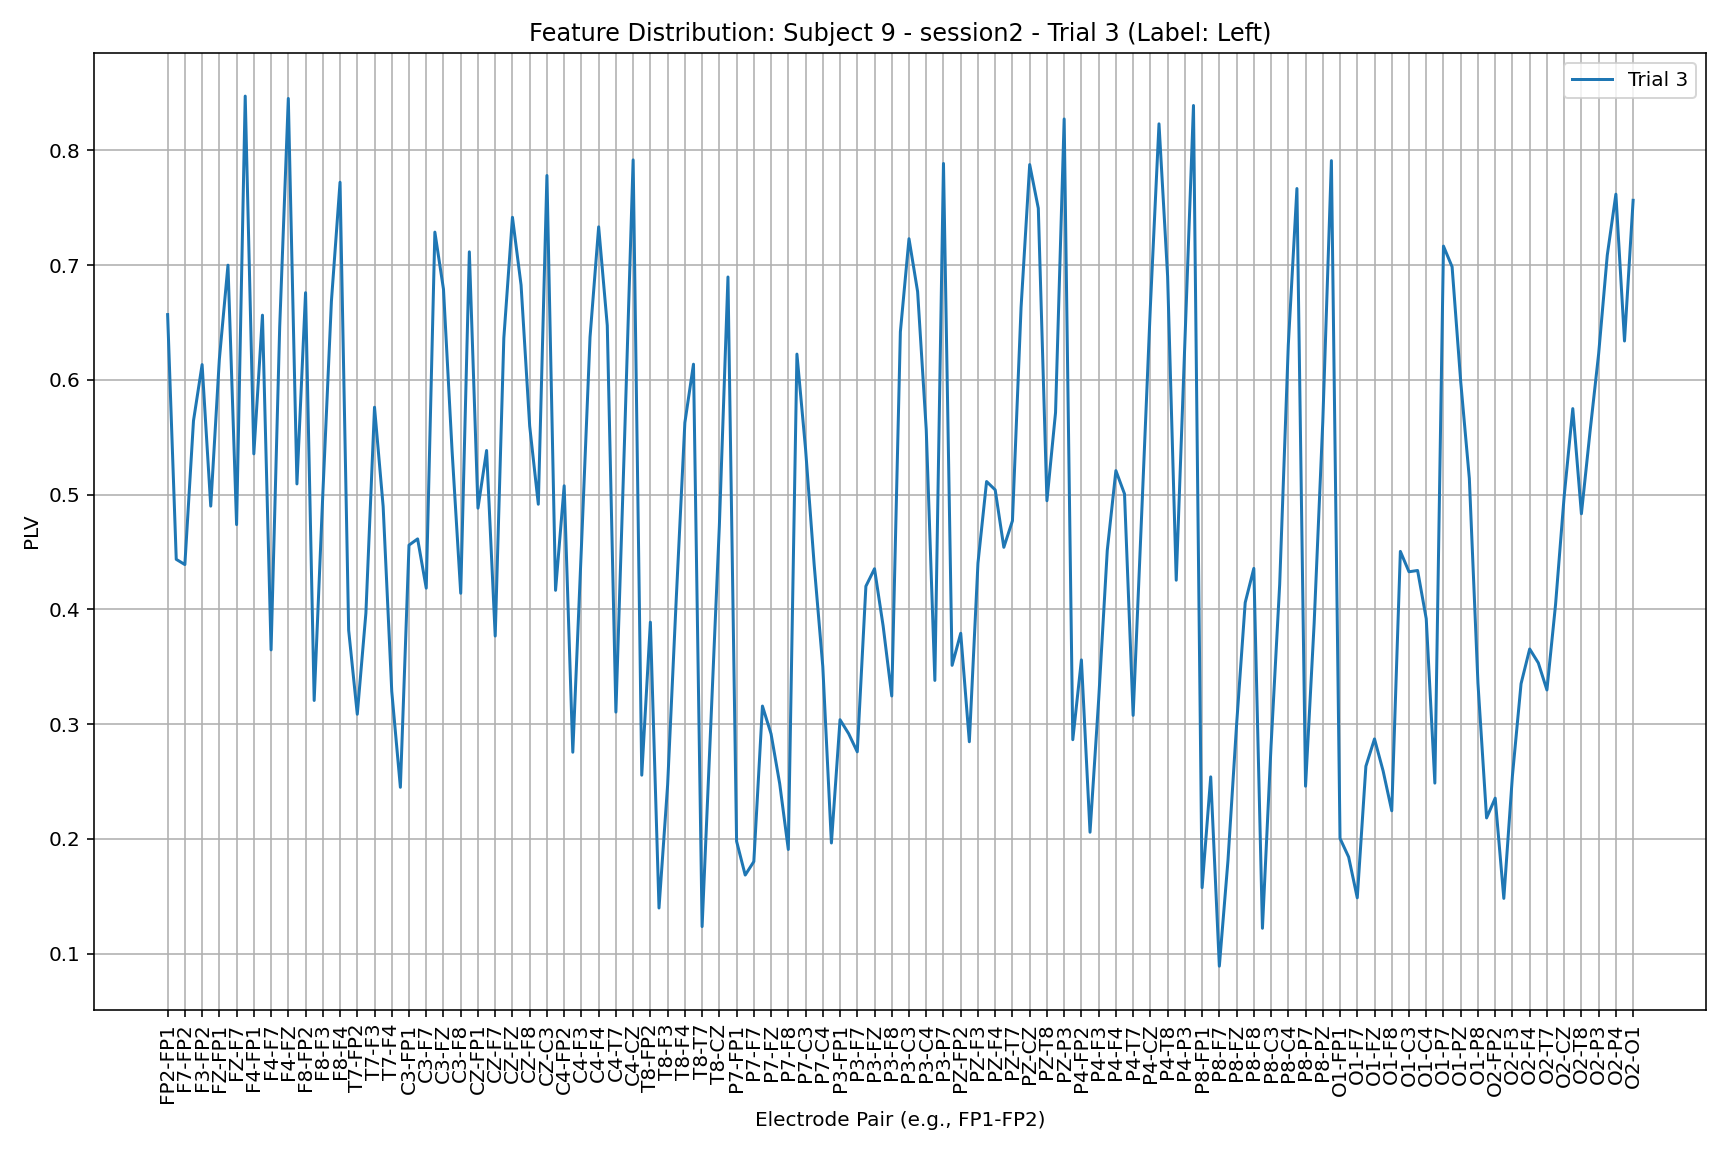 Feature Distribution: Subject 9 - session2 - Trial 3 (Label: Left)
Trial 3
PLV
0.8
0.7
0.6
0.5
0.4
0.3
0.2
0.1
FP2-FP1
F7-FP2
F3-FP2
FZ-FP1
FZ-F7
F4-FP1
F4-F7
F4-FZ
F8-FP2
F8-F3
F8-F4
T7-FP2
T7-F3
T7-F4
C3-FP1
C3-F7
C3-FZ
C3-F8
CZ-FP1
CZ-F7
CZ-FZ
CZ-F8
CZ-C3
C4-FP2
C4-F3
C4-F4
C4-T7
C4-CZ
T8-FP2
T8-F3
T8-F4
T8-T7
T8-CZ
P7-FP1
P7-F7
P7-FZ
P7-F8
P7-C3
P7-C4
P3-FP1
P3-F7
P3-FZ
P3-F8
P3-C3
P3-C4
P3-P7
PZ-FP2
PZ-F3
PZ-F4
PZ-T7
PZ-CZ
PZ-T8
PZ-P3
P4-FP2
P4-F3
P4-F4
P4-T7
P4-CZ
P4-T8
P4-P3
P8-FP1
P8-F7
P8-FZ
P8-F8
P8-C3
P8-C4
P8-P7
P8-PZ
O1-FP1
O1-F7
O1-FZ
O1-F8
O1-C3
O1-C4
O1-P7
O1-PZ
O1-P8
O2-FP2
O2-F3
O2-F4
O2-T7
O2-CZ
O2-T8
O2-P3
O2-P4
O2-O1
Electrode Pair (e.g., FP1-FP2)